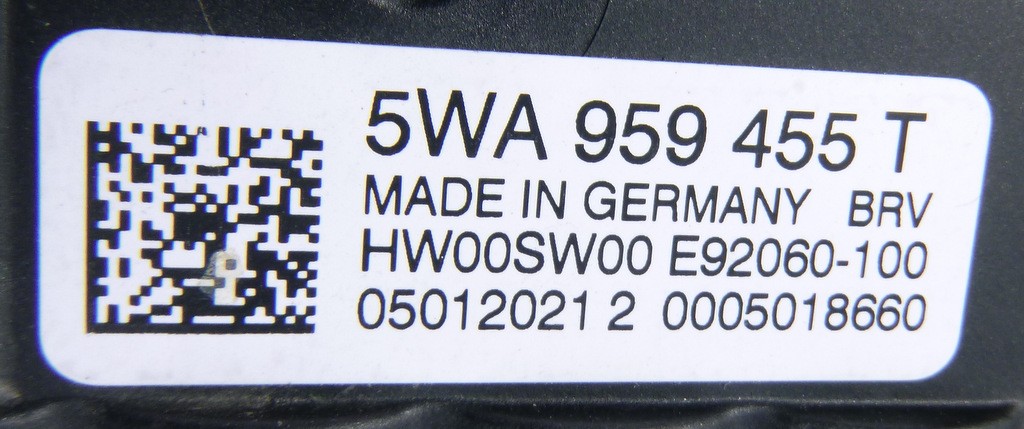 5WA 959 455 T
MADE IN GERMANY BRV
HW00SW00 E92060-100
05012021 2 0005018660